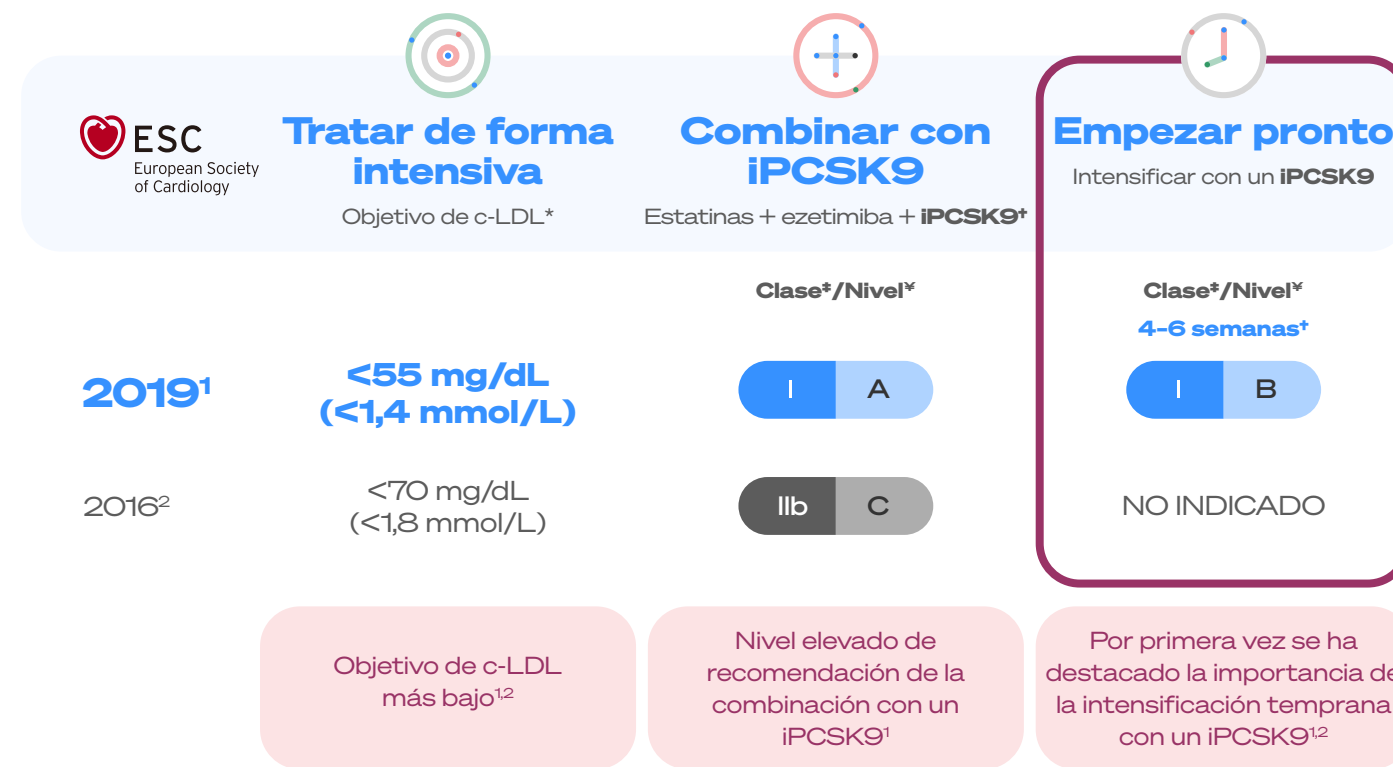 ESC
European Society
of Cardiology
Tratar de forma
intensiva
Objetivo de c-LDL*
Combinar con
iPCSK9
Estatinas + ezetimiba + iPCSK9†
Empezar pronto
Intensificar con un iPCSK9
Clase‡/Nivel¥
Clase‡/Nivel¥
4-6 semanas†
2019¹
<55 mg/dL
(<1,4 mmol/L)
I A
I B
2016²
<70 mg/dL
(<1,8 mmol/L)
IIb C
NO INDICADO
Objetivo de c-LDL
más bajo¹,²
Nivel elevado de
recomendación de la
combinación con un
iPCSK9¹
Por primera vez se ha
destacado la importancia de
la intensificación temprana
con un iPCSK9¹,²